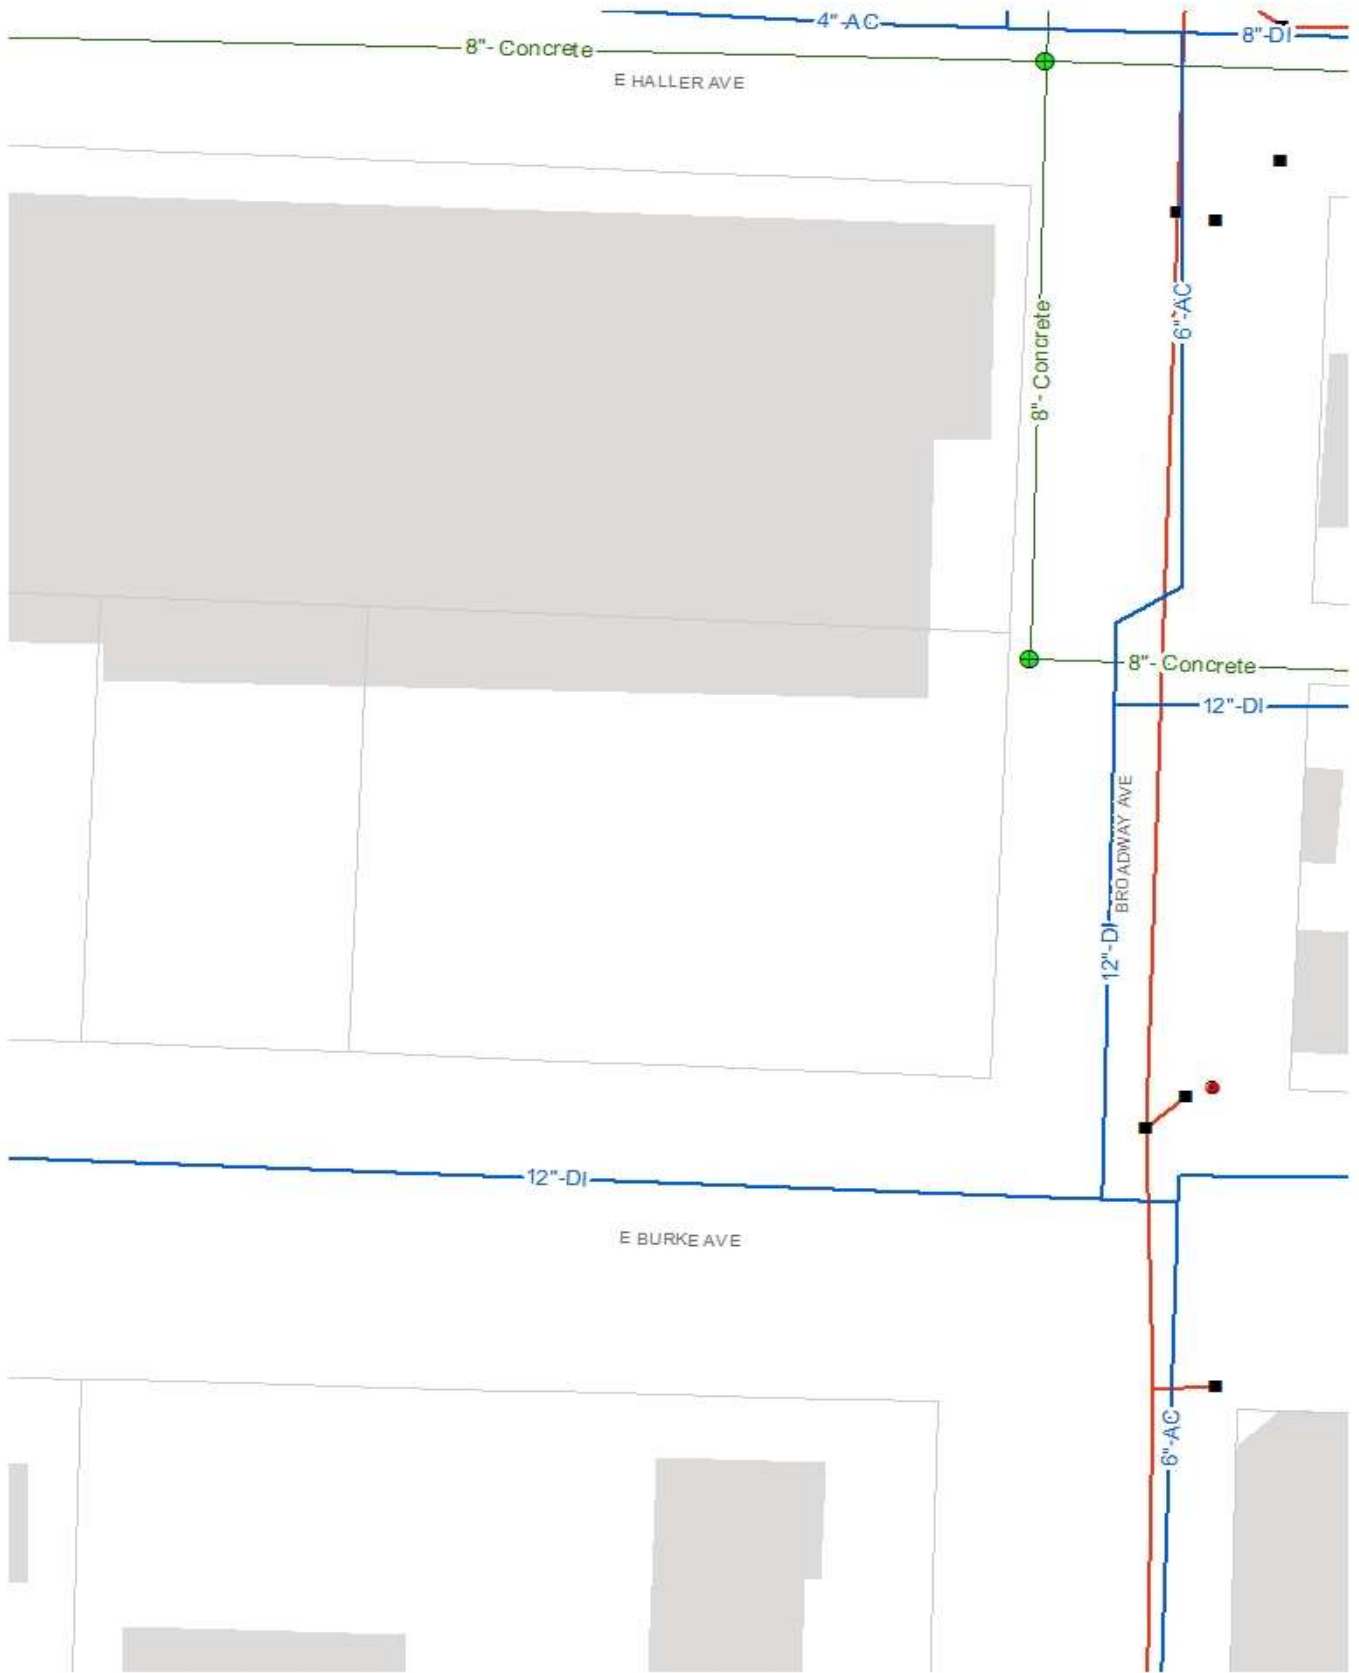 4"-AC
8"-DI
8"- Concrete
E HALLER AVE
6"-AC
8"- Concrete
8"- Concrete
12"-DI
BROADWAY AVE
12"-DI
12"-DI
E BURKE AVE
6"-AC